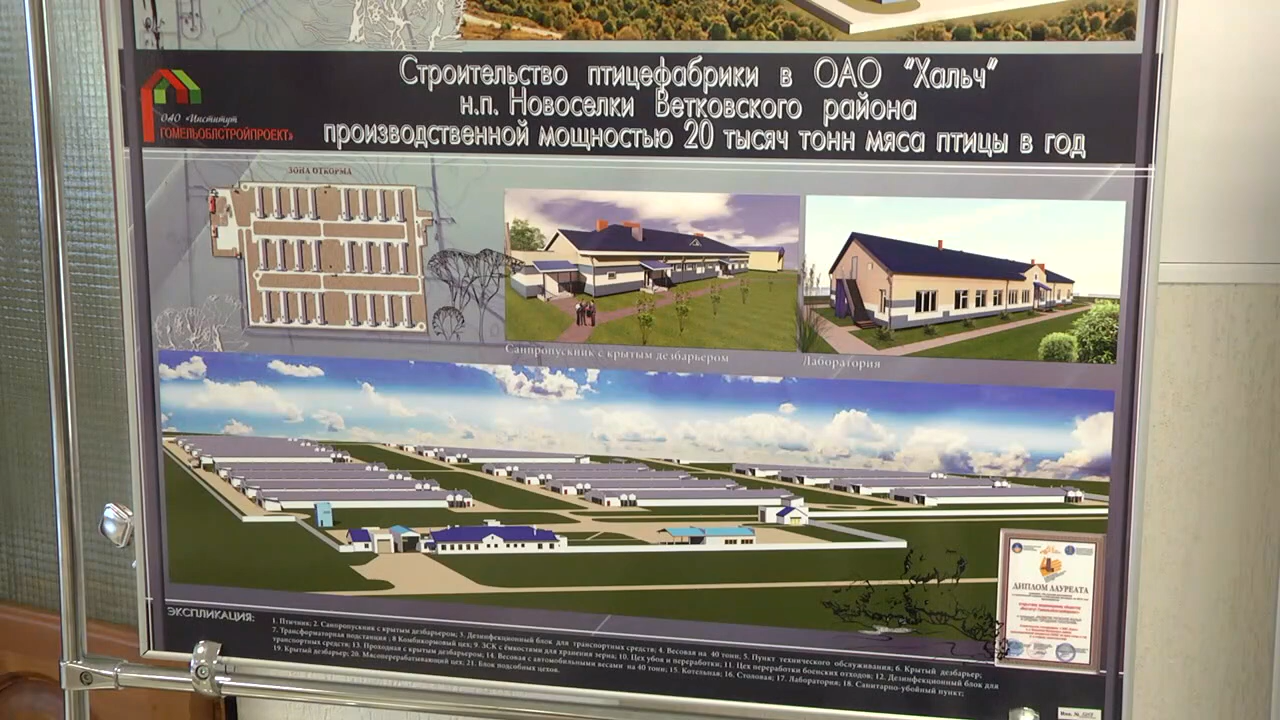 Строительство птицефабрики в ОАО "Хальч"
н.п. Новоселки Ветковского района
производственной мощностью 20 тысяч тонн мяса птицы в год
ОАО «Институт
ГОМЕЛЬОБЛСТРОЙПРОЕКТ»
ЗОНА ОТКОРМА
Санпропускник с крытым дезбарьером
Лаборатория
ДИПЛОМ ЛАУРЕАТА
ЭКСПЛИКАЦИЯ:
1. Птичник; 2. Санпропускник с крытым дезбарьером; 3. Дезинфекционный блок для транспортных средств; 4. Весовая на 40 тонн; 5. Пункт технического обслуживания; 6. Крытый дезбарьер;
7. Трансформаторная подстанция; 8 Комбикормовый цех; 9. ЗСК с ёмкостями для хранения зерна; 10. Цех убоя и переработки; 11. Цех переработки боенских отходов; 12. Дезинфекционный блок для
транспортных средств; 13. Проходная с крытым дезбарьером; 14. Весовая с автомобильными весами на 40 тонн; 15. Котельная; 16. Столовая; 17. Лаборатория; 18. Санитарно-убойный пункт;
19. Крытый дезбарьер; 20. Мясоперерабатывающий цех; 21. Блок подсобных цехов.